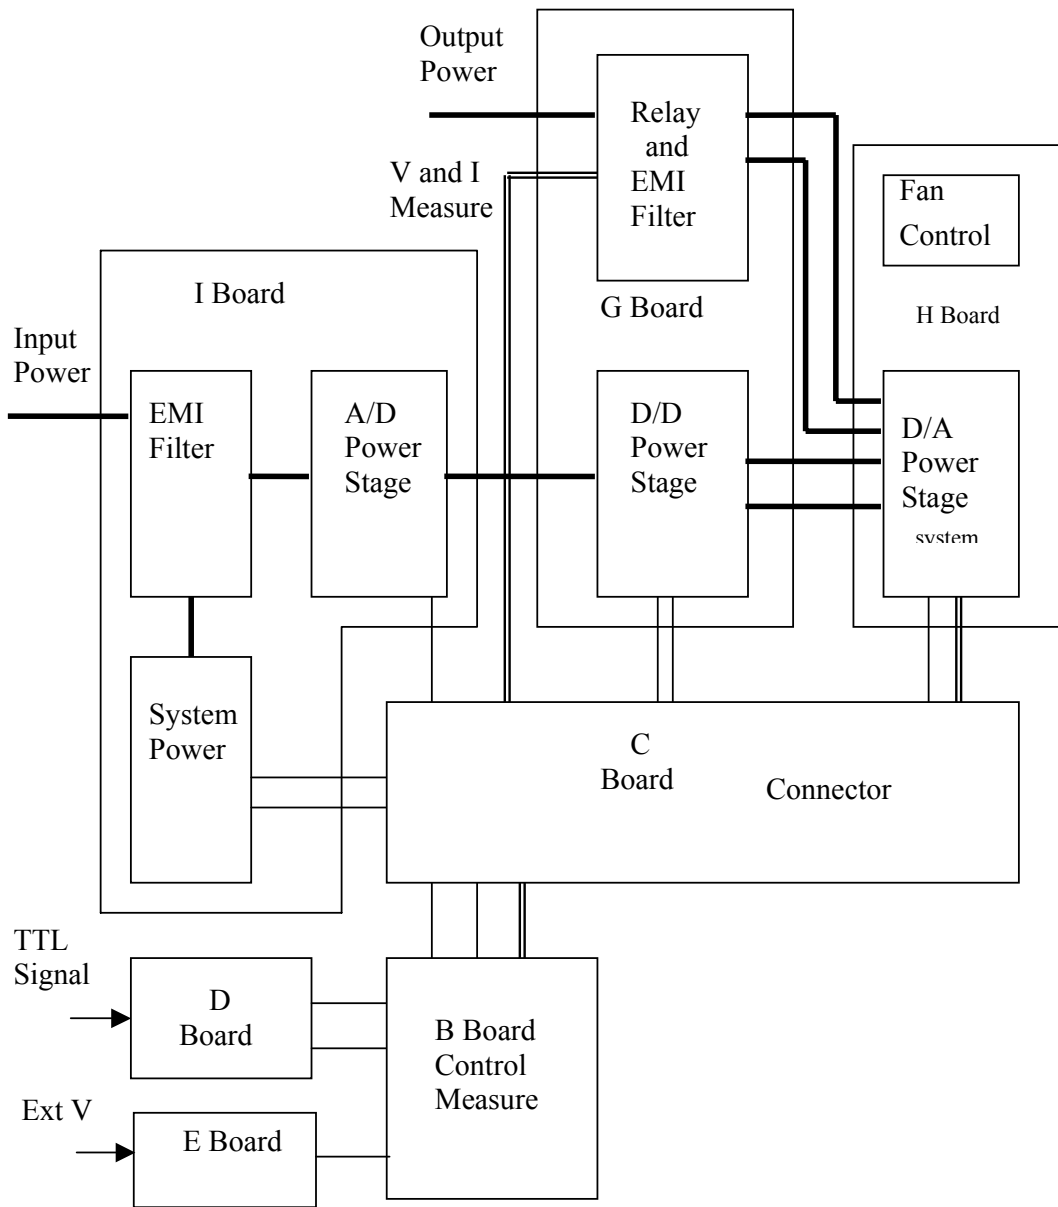 Output
Power
Relay
and
EMI
Filter
V and I
Measure
Fan
Control
I Board
G Board
H Board
Input
Power
EMI
Filter
A/D
Power
Stage
D/D
Power
Stage
D/A
Power
Stage
system
System
Power
C
Board
Connector
TTL
Signal
D
Board
B Board
Control
Measure
Ext V
E Board